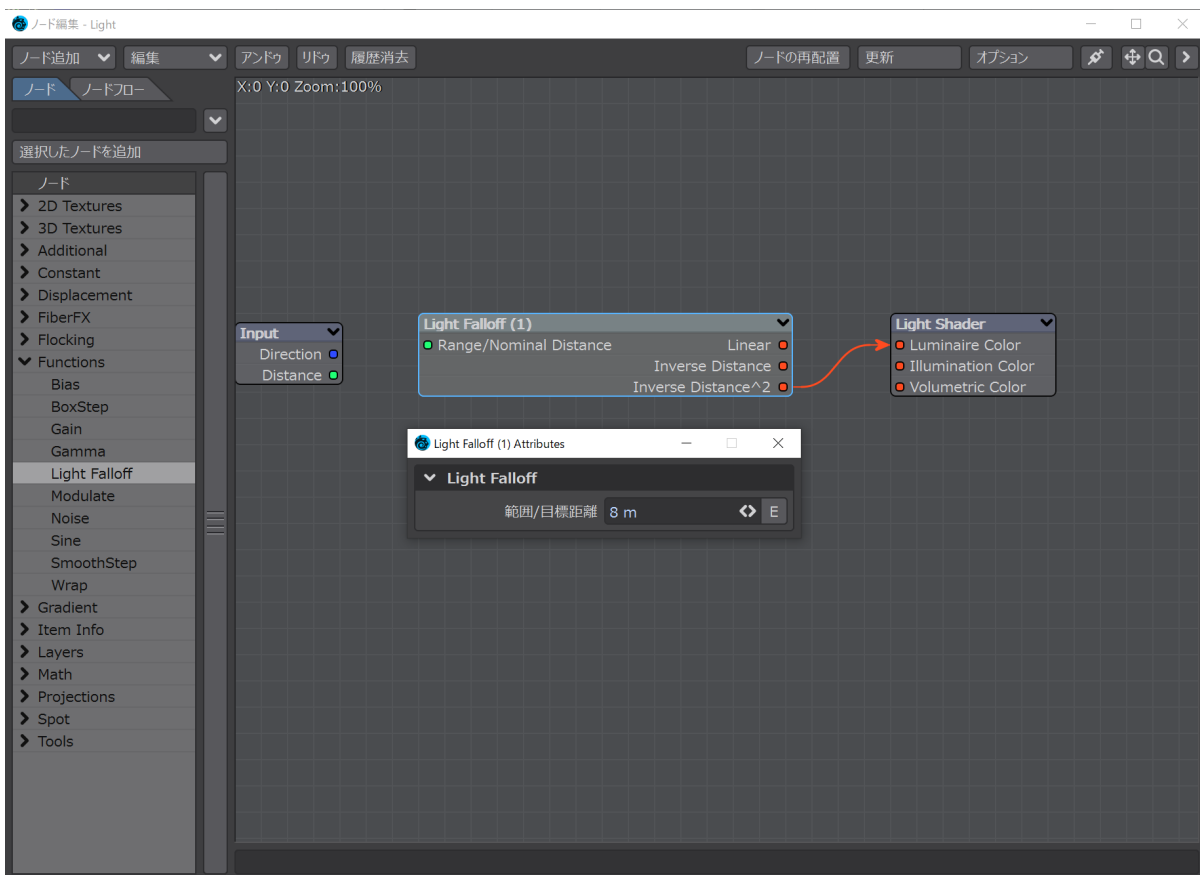 ノード編集 - Light
ノード追加 編集 アンドゥ リドゥ 履歴消去 ノードの再配置 更新 オプション
ノード ノードフロー
X:0 Y:0 Zoom:100%
選択したノードを追加
ノード
2D Textures
3D Textures
Additional
Constant
Displacement
FiberFX
Flocking
Functions
Bias
BoxStep
Gain
Gamma
Light Falloff
Modulate
Noise
Sine
SmoothStep
Wrap
Gradient
Item Info
Layers
Math
Projections
Spot
Tools
Input
Direction
Distance
Light Falloff (1)
Range/Nominal Distance Linear
Inverse Distance
Inverse Distance^2
Light Shader
Luminaire Color
Illumination Color
Volumetric Color
Light Falloff (1) Attributes
Light Falloff
範囲/目標距離 8 m E